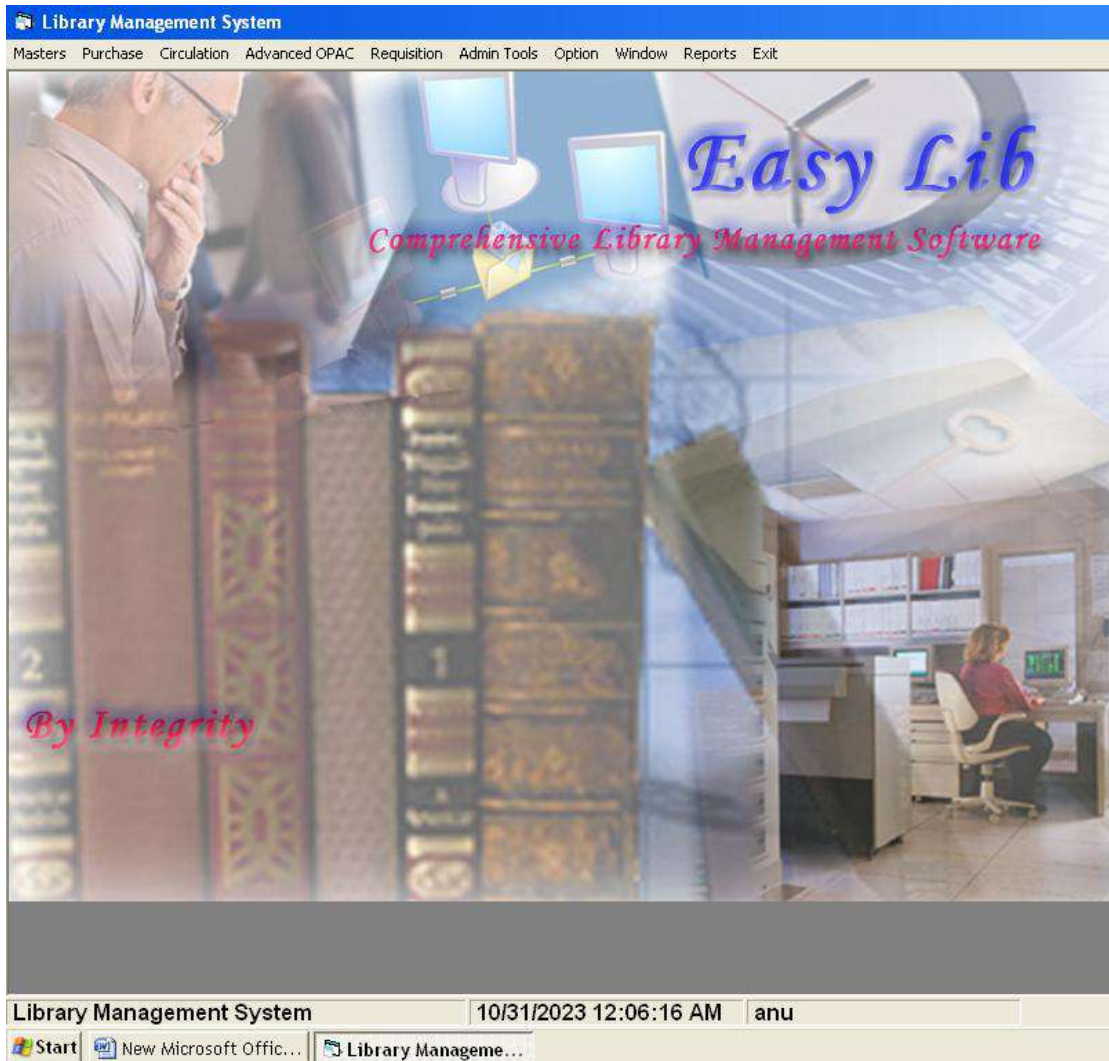 Library Management System
Masters Purchase Circulation Advanced OPAC Requisition Admin Tools Option Window Reports Exit
Easy Lib
Comprehensive Library Management Software
2
1
By Integrity
Library Management System 10/31/2023 12:06:16 AM anu
Start New Microsoft Offic... Library Manageme...